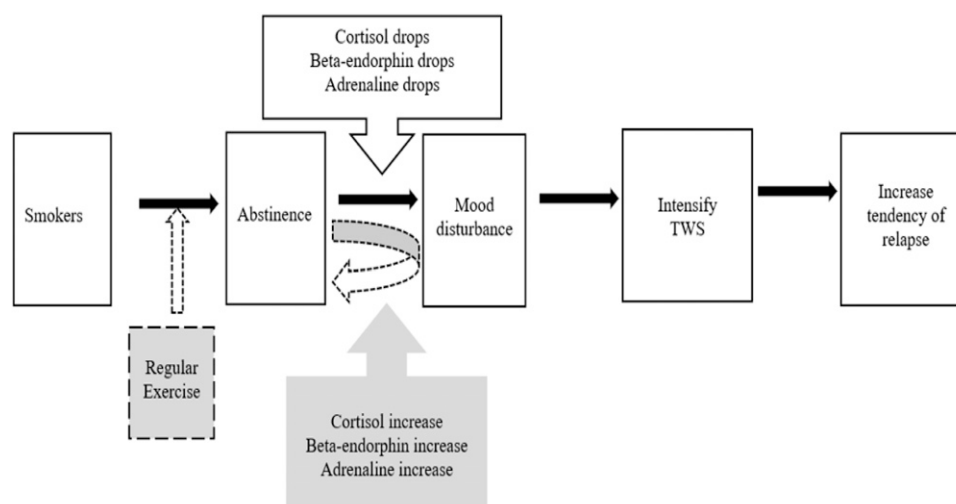 Cortisol drops
Beta-endorphin drops
Adrenaline drops
Smokers
Abstinence
Mood
disturbance
Intensify
TWS
Increase
tendency of
relapse
Regular
Exercise
Cortisol increase
Beta-endorphin increase
Adrenaline increase